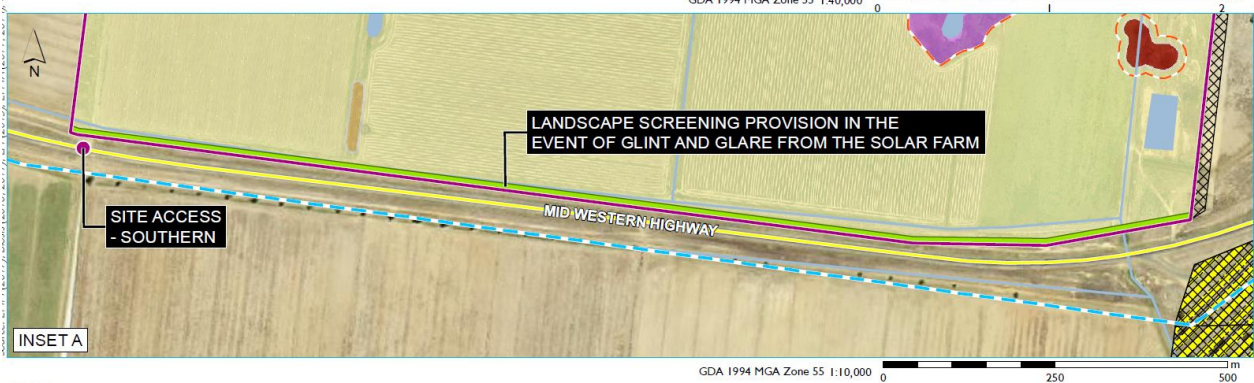 GDA 1994 MGA Zone 55 1:40,000
0 1 2
N
LANDSCAPE SCREENING PROVISION IN THE
EVENT OF GLINT AND GLARE FROM THE SOLAR FARM
SITE ACCESS
- SOUTHERN
MID WESTERN HIGHWAY
INSET A
GDA 1994 MGA Zone 55 1:10,000
0 250 500
m